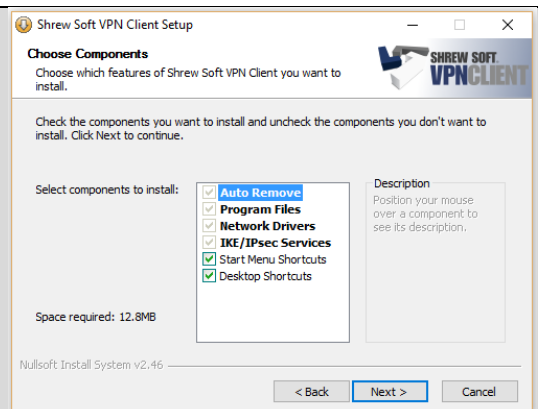 Shrew Soft VPN Client Setup
Choose Components
Choose which features of Shrew Soft VPN Client you want to
install.
SHREW SOFT.
VPNCLIENT
Check the components you want to install and uncheck the components you don't want to
install. Click Next to continue.
Select components to install:
Auto Remove
Program Files
Network Drivers
IKE/IPsec Services
Start Menu Shortcuts
Desktop Shortcuts
Description
Position your mouse
over a component to
see its description.
Space required: 12.8MB
Nullsoft Install System v2.46
< Back
Next >
Cancel